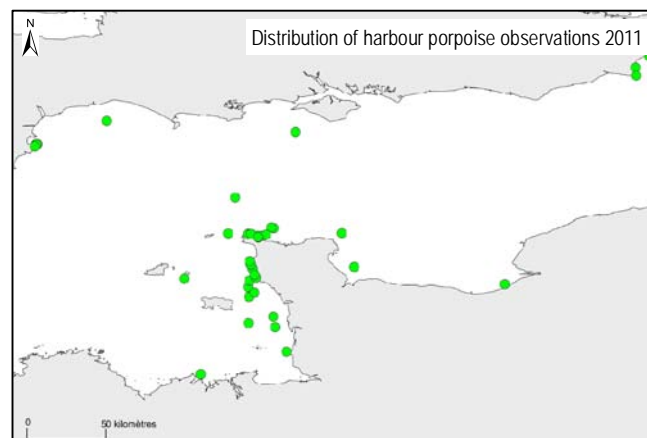 N
Distribution of harbour porpoise observations 2011
0 50 kilomètres